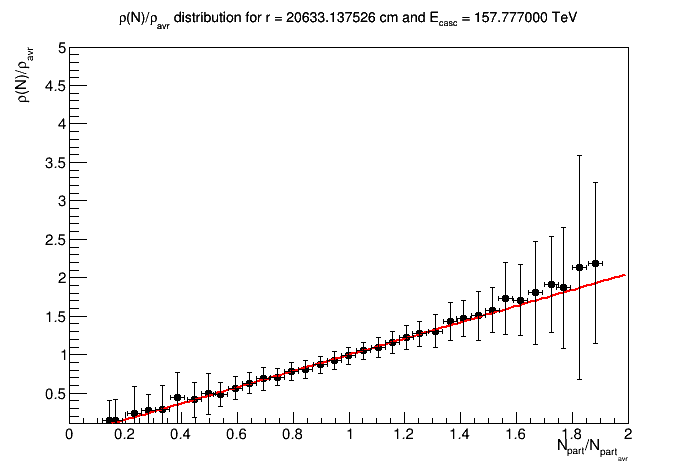 ρ(N)/ρavr distribution for r = 20633.137526 cm and Ecasc = 157.777000 TeV
ρ(N)/ρavr
5
4.5
4
3.5
3
2.5
2
1.5
1
0.5
0 0.2 0.4 0.6 0.8 1 1.2 1.4 1.6 1.8 2
Npart/Npartavr